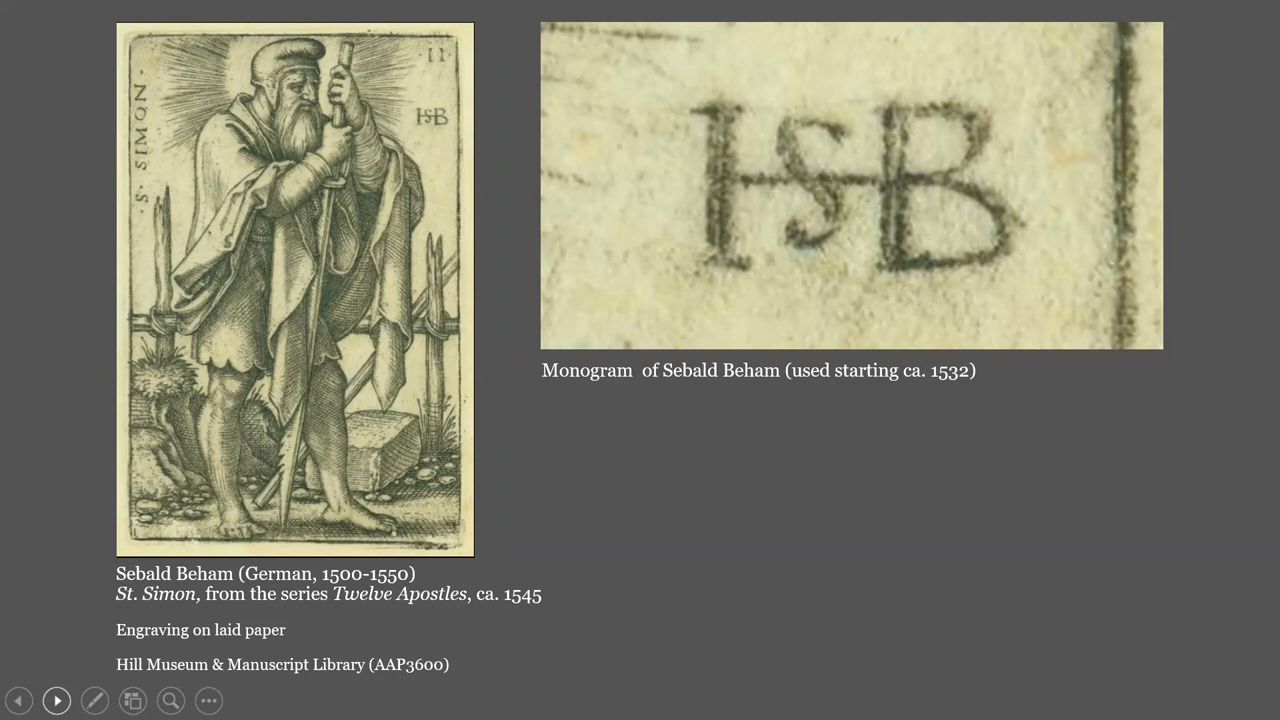 · S · SIMON ·
· 11 ·
HSB
HSB
Monogram of Sebald Beham (used starting ca. 1532)
Sebald Beham (German, 1500-1550)
St. Simon, from the series Twelve Apostles, ca. 1545
Engraving on laid paper
Hill Museum & Manuscript Library (AAP3600)